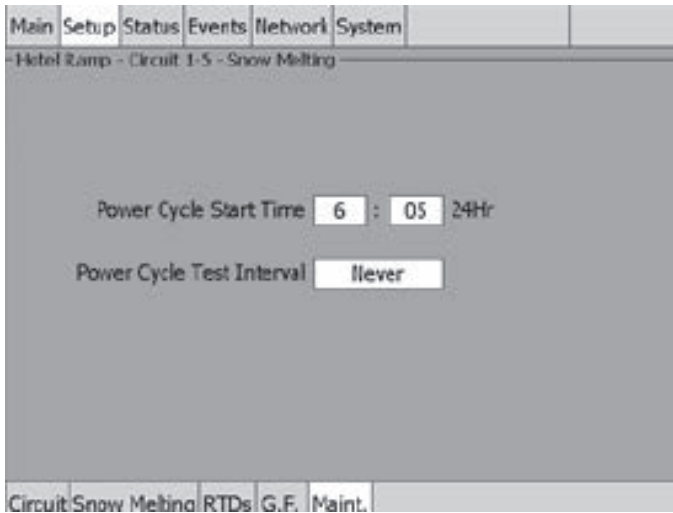 Main Setup Status Events Network System
Hotel Ramp - Circuit 1-5 - Snow Melting
Power Cycle Start Time 6 : 05 24Hr
Power Cycle Test Interval Never
Circuit Snow Melting RTDs G.F. Maint.